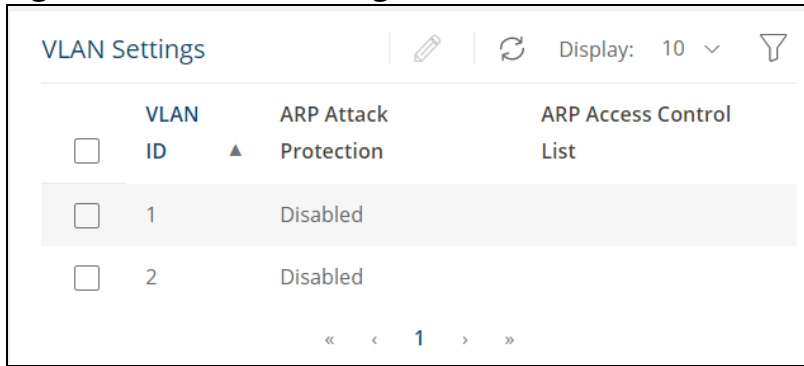 VLAN Settings Display: 10
VLAN ARP Attack ARP Access Control
ID ▲ Protection List
1 Disabled
2 Disabled
« ‹ 1 › »